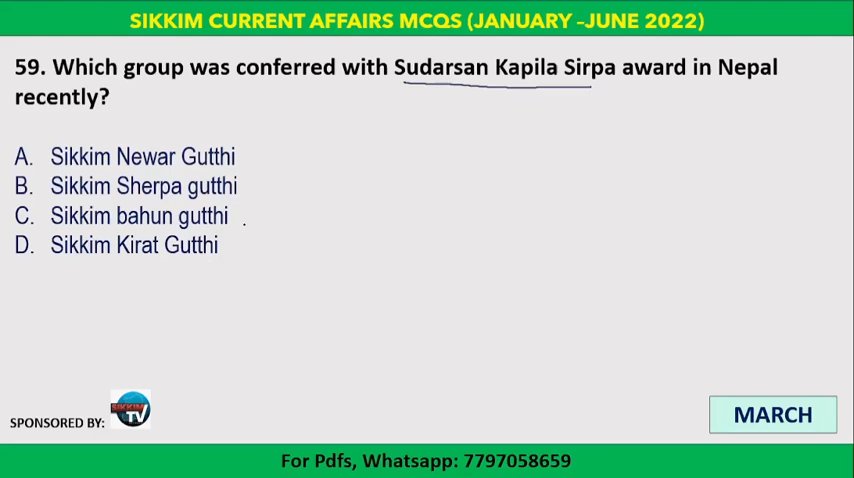 SIKKIM CURRENT AFFAIRS MCQS (JANUARY –JUNE 2022)
59. Which group was conferred with Sudarsan Kapila Sirpa award in Nepal
recently?
A. Sikkim Newar Gutthi
B. Sikkim Sherpa gutthi
C. Sikkim bahun gutthi
D. Sikkim Kirat Gutthi
SIKKIM
TV
SPONSORED BY:
MARCH
For Pdfs, Whatsapp: 7797058659